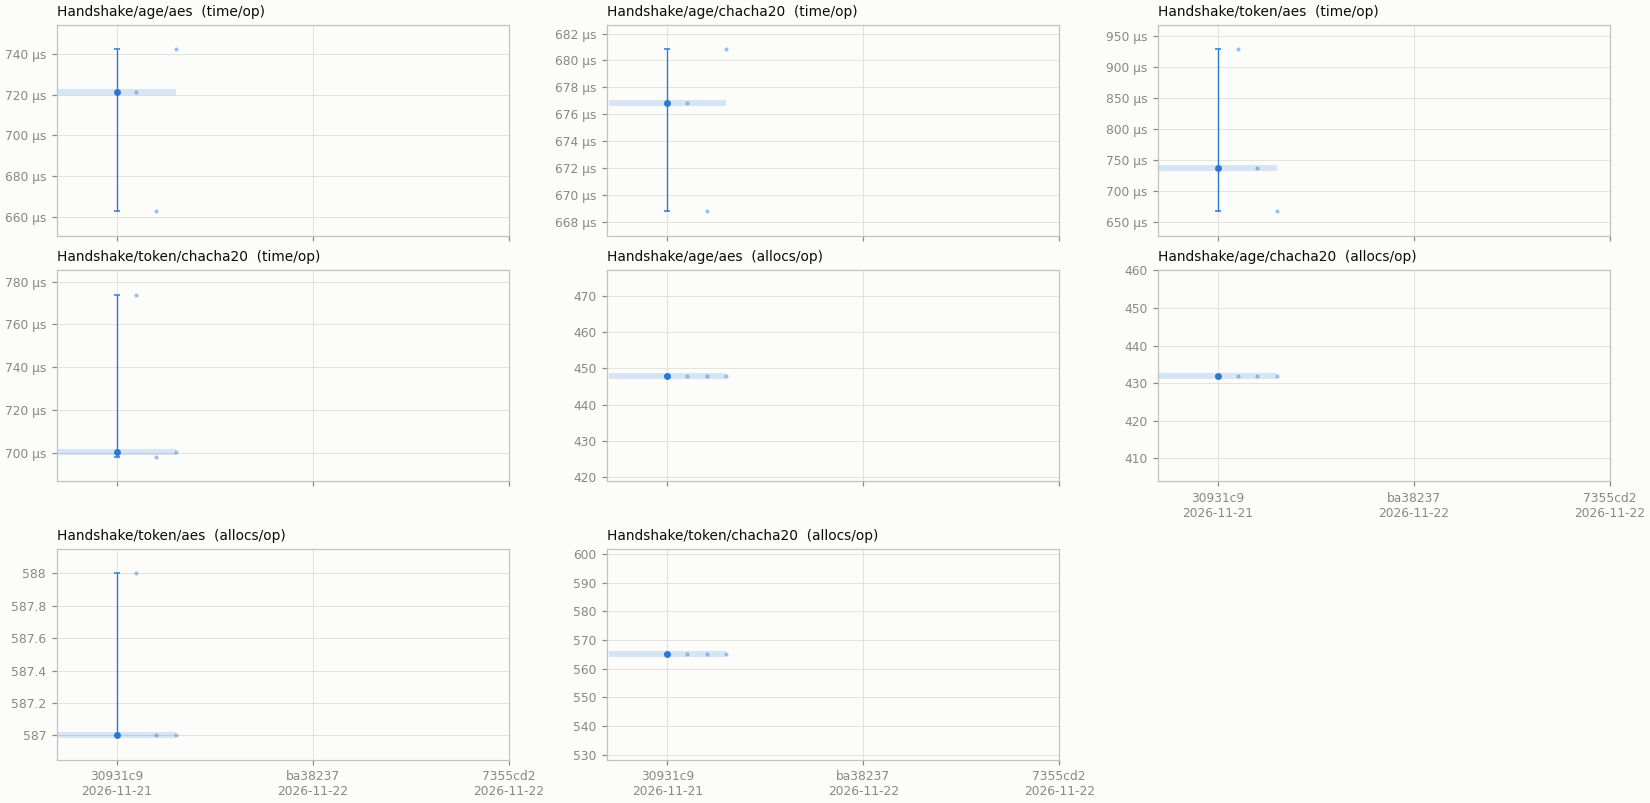 Handshake/age/aes (time/op)
740 µs
720 µs
700 µs
680 µs
660 µs
Handshake/age/chacha20 (time/op)
682 µs
680 µs
678 µs
676 µs
674 µs
672 µs
670 µs
668 µs
Handshake/token/aes (time/op)
950 µs
900 µs
850 µs
800 µs
750 µs
700 µs
650 µs
Handshake/token/chacha20 (time/op)
780 µs
760 µs
740 µs
720 µs
700 µs
Handshake/age/aes (allocs/op)
470
460
450
440
430
420
Handshake/age/chacha20 (allocs/op)
460
450
440
430
420
410
30931c9
2026-11-21
ba38237
2026-11-22
7355cd2
2026-11-22
Handshake/token/aes (allocs/op)
588
587.8
587.6
587.4
587.2
587
30931c9
2026-11-21
ba38237
2026-11-22
7355cd2
2026-11-22
Handshake/token/chacha20 (allocs/op)
600
590
580
570
560
550
540
530
30931c9
2026-11-21
ba38237
2026-11-22
7355cd2
2026-11-22